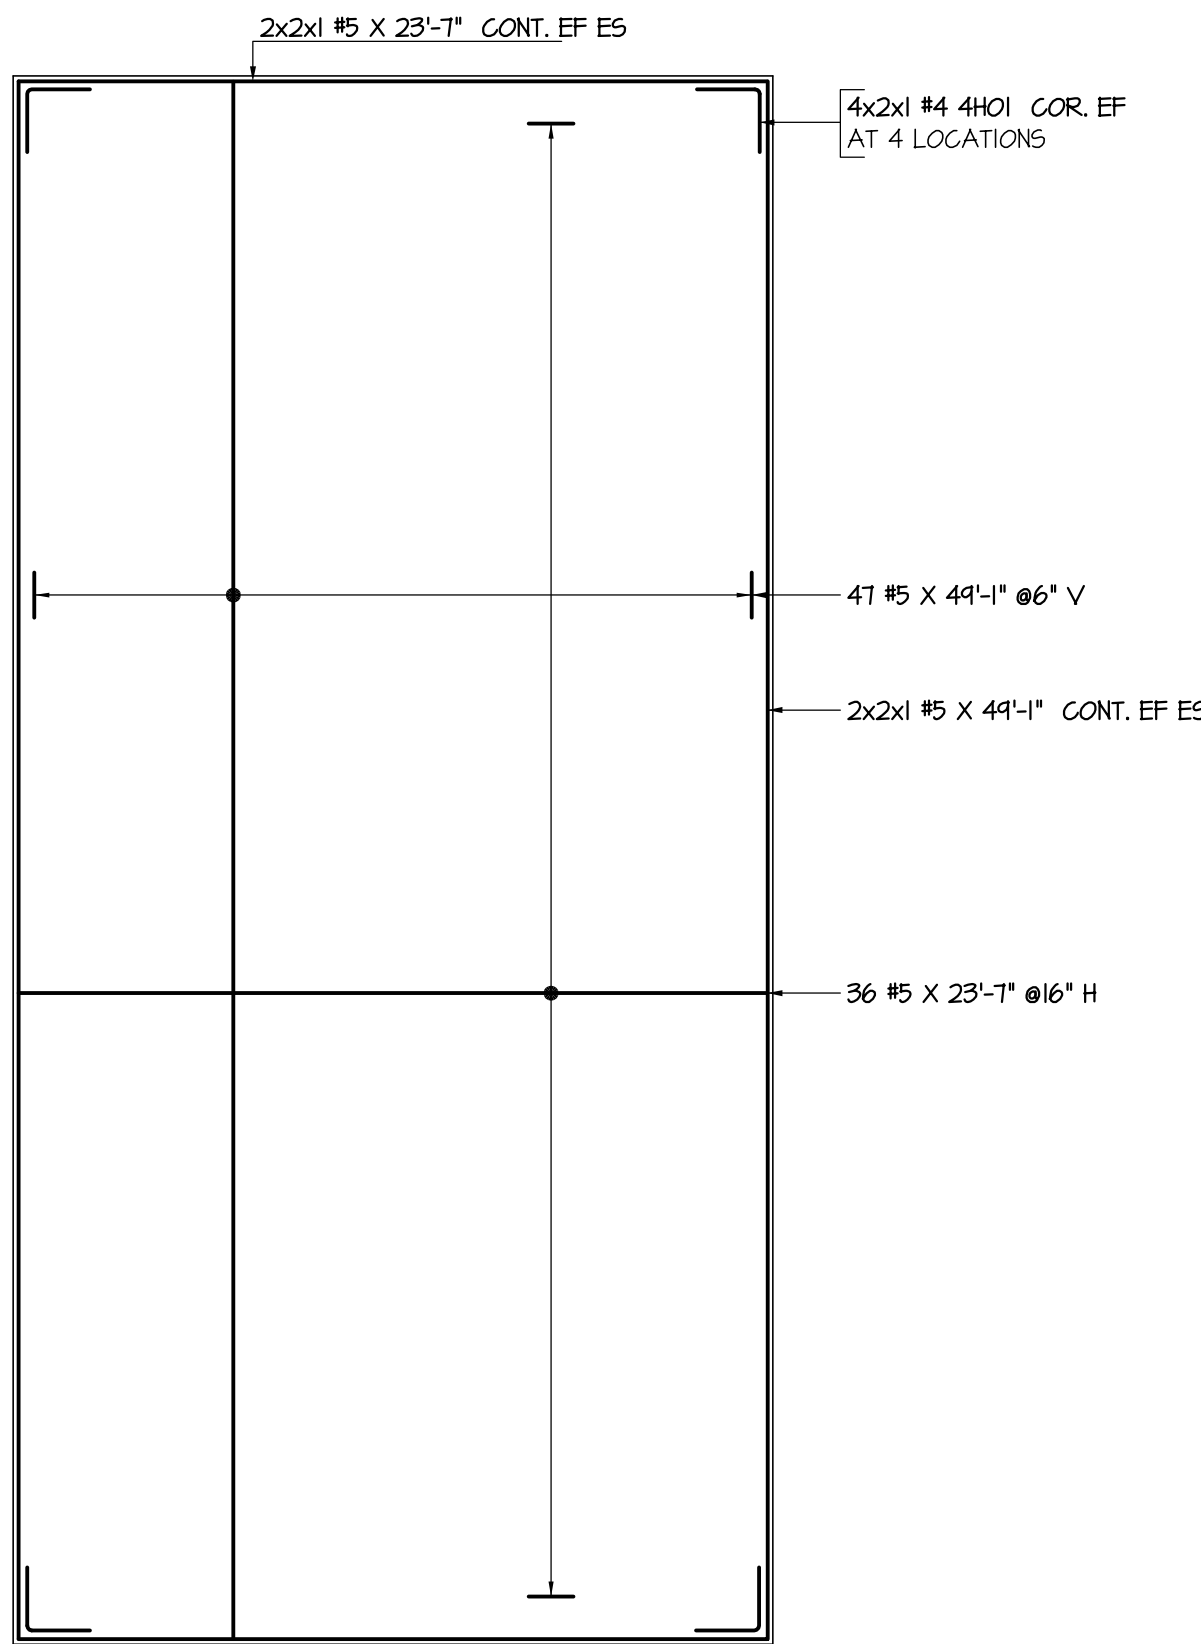 2x2x1 #5 X 23'-7" CONT. EF ES
4x2x1 #4 4H01 COR. EF
AT 4 LOCATIONS
47 #5 X 49'-1" @6" V
2x2x1 #5 X 49'-1" CONT. EF ES
36 #5 X 23'-7" @16" H